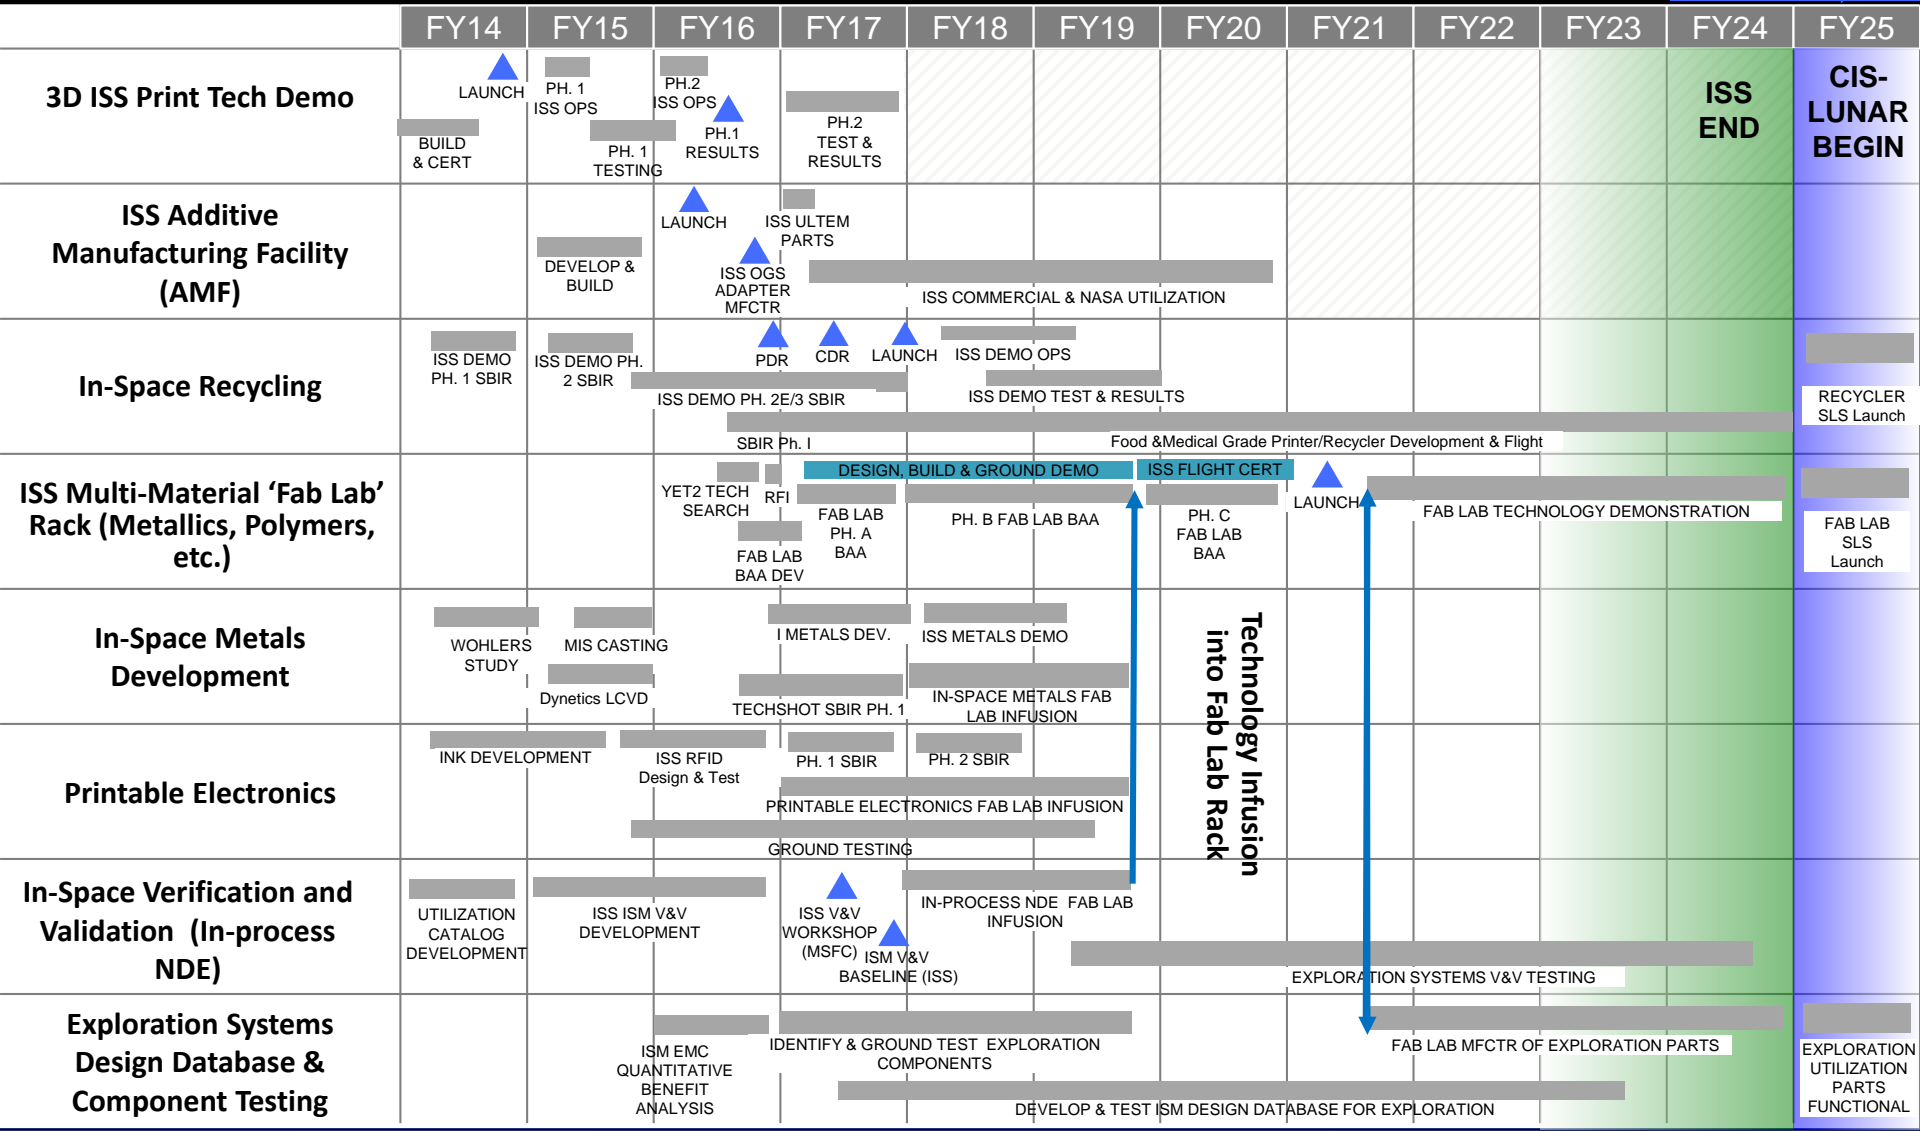 FY14 FY15 FY16 FY17 FY18 FY19 FY20 FY21 FY22 FY23 FY24 FY25
3D ISS Print Tech Demo
LAUNCH
BUILD
& CERT
PH. 1
ISS OPS
PH. 1
TESTING
PH.2
ISS OPS
PH.1
RESULTS
PH.2
TEST &
RESULTS
ISS
END
CIS-
LUNAR
BEGIN
ISS Additive
Manufacturing Facility
(AMF)
DEVELOP &
BUILD
LAUNCH
ISS OGS
ADAPTER
MFCTR
ISS ULTEM
PARTS
ISS COMMERCIAL & NASA UTILIZATION
In-Space Recycling
ISS DEMO
PH. 1 SBIR
ISS DEMO PH.
2 SBIR
ISS DEMO PH. 2E/3 SBIR
PDR
CDR
LAUNCH
ISS DEMO OPS
ISS DEMO TEST & RESULTS
SBIR Ph. I
Food &Medical Grade Printer/Recycler Development & Flight
RECYCLER
SLS Launch
ISS Multi-Material ‘Fab Lab’
Rack (Metallics, Polymers,
etc.)
YET2 TECH
SEARCH
RFI
FAB LAB
BAA DEV
DESIGN, BUILD & GROUND DEMO
FAB LAB
PH. A
BAA
PH. B FAB LAB BAA
ISS FLIGHT CERT
PH. C
FAB LAB
BAA
LAUNCH
FAB LAB TECHNOLOGY DEMONSTRATION
FAB LAB
SLS
Launch
In-Space Metals
Development
WOHLERS
STUDY
MIS CASTING
Dynetics LCVD
I METALS DEV.
TECHSHOT SBIR PH. 1
ISS METALS DEMO
IN-SPACE METALS FAB
LAB INFUSION
Technology Infusion
into Fab Lab Rack
Printable Electronics
INK DEVELOPMENT
ISS RFID
Design & Test
PH. 1 SBIR
PH. 2 SBIR
PRINTABLE ELECTRONICS FAB LAB INFUSION
GROUND TESTING
In-Space Verification and
Validation (In-process
NDE)
UTILIZATION
CATALOG
DEVELOPMENT
ISS ISM V&V
DEVELOPMENT
ISS V&V
WORKSHOP
(MSFC)
ISM V&V
BASELINE (ISS)
IN-PROCESS NDE FAB LAB
INFUSION
EXPLORATION SYSTEMS V&V TESTING
Exploration Systems
Design Database &
Component Testing
ISM EMC
QUANTITATIVE
BENEFIT
ANALYSIS
IDENTIFY & GROUND TEST EXPLORATION
COMPONENTS
DEVELOP & TEST ISM DESIGN DATABASE FOR EXPLORATION
FAB LAB MFCTR OF EXPLORATION PARTS
EXPLORATION
UTILIZATION
PARTS
FUNCTIONAL